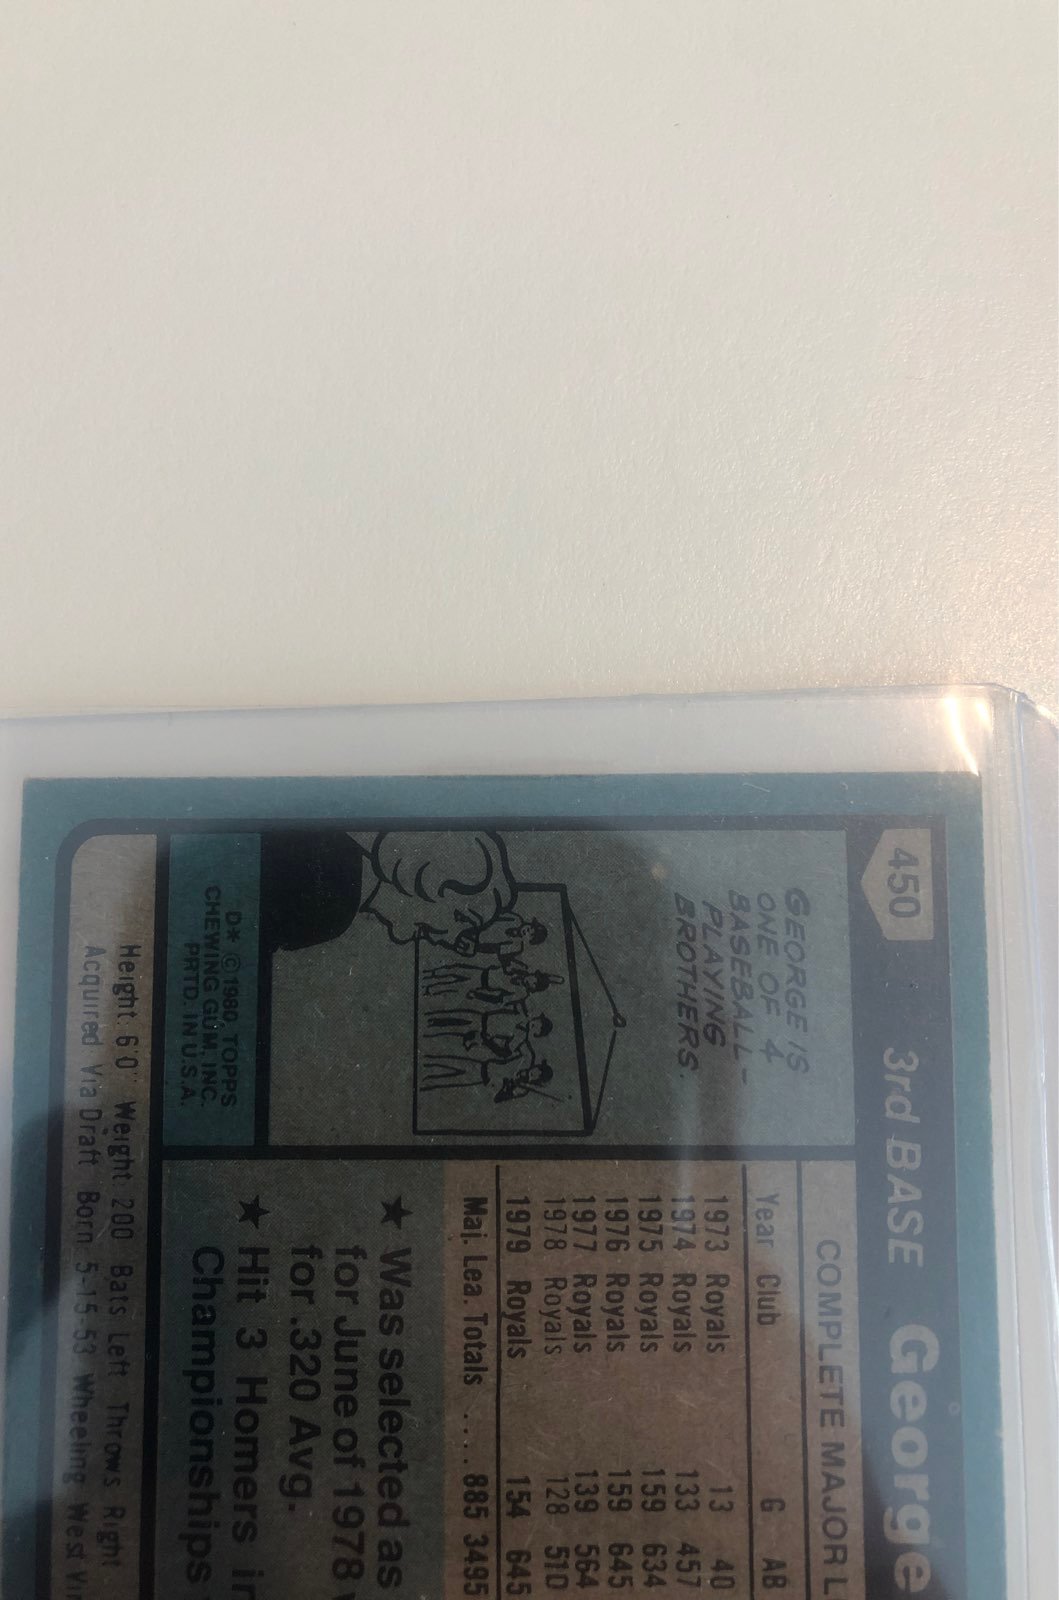 450 3rd BASE George
GEORGE IS
ONE OF 4
BASEBALL-
PLAYING
BROTHERS.
D* ©1980 TOPPS
CHEWING GUM, INC.
PRTD. IN U.S.A.
COMPLETE MAJOR L
Year Club G AB
1973 Royals 13 40
1974 Royals 133 457
1975 Royals 159 634
1976 Royals 159 645
1977 Royals 139 564
1978 Royals 128 510
1979 Royals 154 645
Maj. Lea. Totals .... 885 3495
★ Was selected as
for June of 1978
for .320 Avg.
★ Hit 3 Homers in
Championships
Height: 6'0" Weight: 200 Bats Left Throws Right
Acquired Via Draft Born 5-15-53 Wheeling West Vi